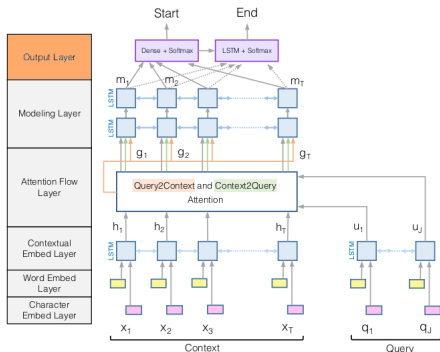 Start End
Output Layer
Dense + Softmax
LSTM + Softmax
m1 m2 mT
Modeling Layer
LSTM
LSTM
g1 g2 gT
Attention Flow
Layer
Query2Context and Context2Query
Attention
h1 h2 hT
u1 uJ
Contextual
Embed Layer
LSTM
LSTM
Word Embed
Layer
Character
Embed Layer
x1 x2 x3 xT
q1 qJ
Context
Query